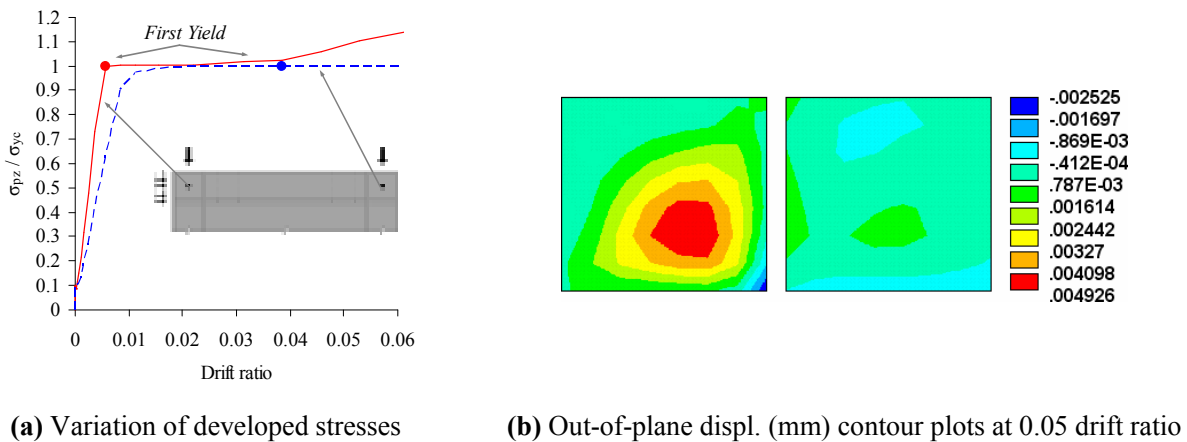 1.2
First Yield
1.1
1
0.9
0.8
0.7
0.6
0.5
0.4
0.3
0.2
0.1
0
σpz / σyc
0 0.01 0.02 0.03 0.04 0.05 0.06
Drift ratio
-.002525
-.001697
-.869E-03
-.412E-04
.787E-03
.001614
.002442
.00327
.004098
.004926
(a) Variation of developed stresses
(b) Out-of-plane displ. (mm) contour plots at 0.05 drift ratio